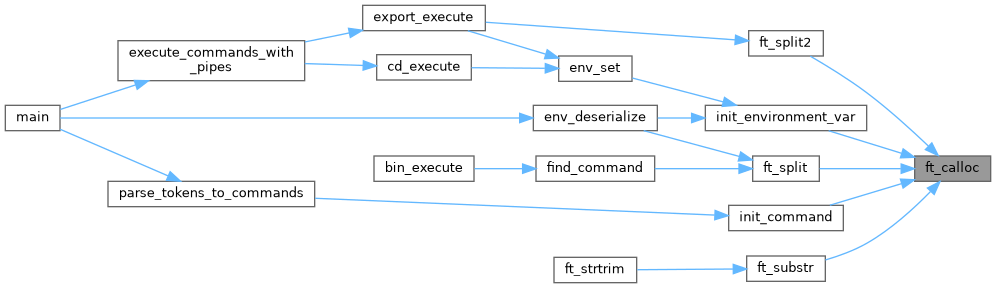 export_execute
ft_split2
execute_commands_with
_pipes
cd_execute
env_set
main
env_deserialize
init_environment_var
bin_execute
find_command
ft_split
ft_calloc
parse_tokens_to_commands
init_command
ft_strtrim
ft_substr